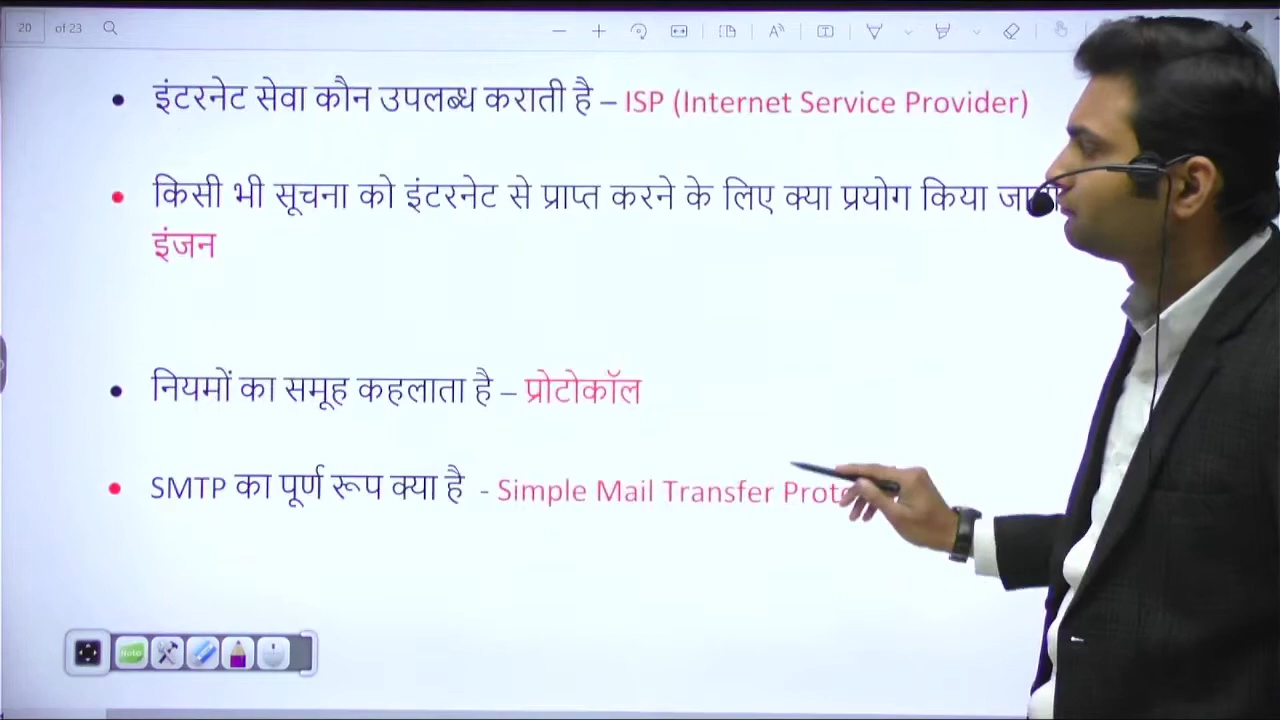 20 of 23
इंटरनेट सेवा कौन उपलब्ध कराती है – ISP (Internet Service Provider)
किसी भी सूचना को इंटरनेट से प्राप्त करने के लिए क्या प्रयोग किया
इंजन
नियमों का समूह कहलाता है – प्रोटोकॉल
SMTP का पूर्ण रूप क्या है - Simple Mail Transfer
Note